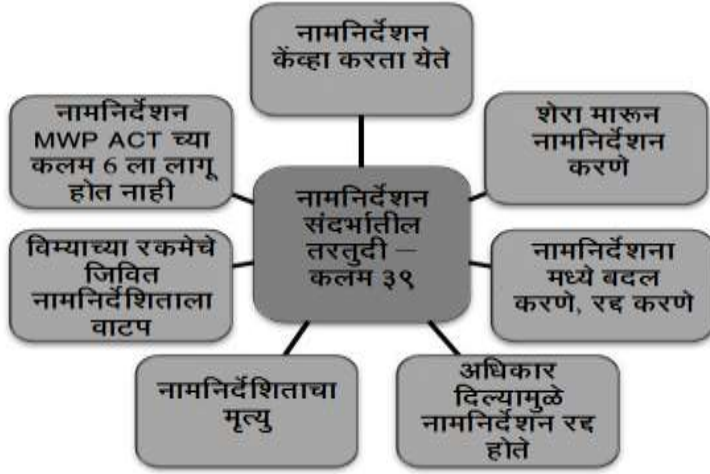 नामनिर्देशन
केंव्हा करता येते
शेरा मारून
नामनिर्देशन
करणे
नामनिर्देशना
मध्ये बदल
करणे, रद्द करणे
अधिकार
दिल्यामुळे
नामनिर्देशन रद्द
होते
नामनिर्देशिताचा
मृत्यु
विम्याच्या रकमेचे
जिवित
नामनिर्देशिताला
वाटप
नामनिर्देशन
MWP ACT च्या
कलम 6 ला लागू
होत नाही
नामनिर्देशन
संदर्भातील
तरतुदी –
कलम ३९